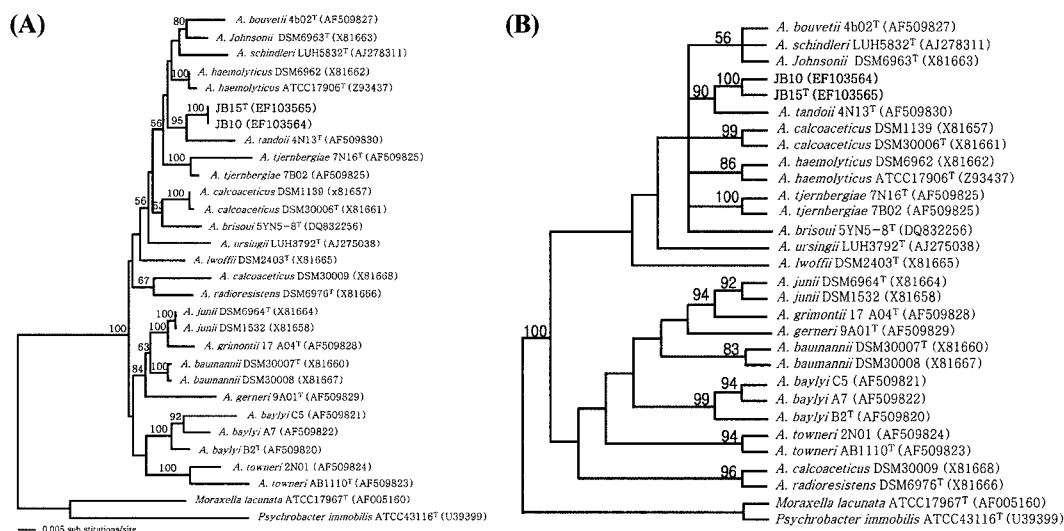 (A)
80
A. bouvetii 4b02T (AF509827)
A. Johnsonii DSM6963T (X81663)
A. schindleri LUH5832T (AJ278311)
100
A. haemolyticus DSM6962 (X81662)
A. haemolyticus ATCC17906T (Z93437)
100
JB15T (EF103565)
JB10 (EF103564)
56
95
A. tandoii 4N13T (AF509830)
100
A. tjernbergiae 7N16T (AF509825)
A. tjernbergiae 7B02 (AF509825)
56
100
A. calcoaceticus DSM1139 (x81657)
53
A. calcoaceticus DSM30006T (X81661)
A. brisoui 5YN5-8T (DQ832256)
A. ursingii LUH3792T (AJ275038)
A. lwoffii DSM2403T (X81665)
67
A. calcoaceticus DSM30009 (X81668)
A. radioresistens DSM6976T (X81666)
100
100
A. junii DSM6964T (X81664)
100
A. junii DSM1532 (X81658)
A. grimontii 17 A04T (AF509828)
63
A. baumannii DSM30007T (X81660)
84
100
A. baumannii DSM30008 (X81667)
A. gerneri 9A01T (AF509829)
92
A. baylyi C5 (AF509821)
A. baylyi A7 (AF509822)
100
A. baylyi B2T (AF509820)
100
A. towneri 2N01 (AF509824)
A. towneri AB1110T (AF509823)
Moraxella lacunata ATCC17967T (AF005160)
Psychrobacter immobilis ATCC43116T (U39399)
0.005 substitutions/site
(B)
A. bouvetii 4b02T (AF509827)
56
A. schindleri LUH5832T (AJ278311)
A. Johnsonii DSM6963T (X81663)
100
JB10 (EF103564)
90
JB15T (EF103565)
A. tandoii 4N13T (AF509830)
99
A. calcoaceticus DSM1139 (X81657)
A. calcoaceticus DSM30006T (X81661)
86
A. haemolyticus DSM6962 (X81662)
A. haemolyticus ATCC17906T (Z93437)
100
A. tjernbergiae 7N16T (AF509825)
A. tjernbergiae 7B02 (AF509825)
A. brisoui 5YN5-8T (DQ832256)
A. ursingii LUH3792T (AJ275038)
A. lwoffii DSM2403T (X81665)
92
A. junii DSM6964T (X81664)
94
A. junii DSM1532 (X81658)
A. grimontii 17 A04T (AF509828)
100
A. gerneri 9A01T (AF509829)
83
A. baumannii DSM30007T (X81660)
A. baumannii DSM30008 (X81667)
94
A. baylyi C5 (AF509821)
99
A. baylyi A7 (AF509822)
A. baylyi B2T (AF509820)
94
A. towneri 2N01 (AF509824)
A. towneri AB1110T (AF509823)
96
A. calcoaceticus DSM30009 (X81668)
A. radioresistens DSM6976T (X81666)
Moraxella lacunata ATCC17967T (AF005160)
Psychrobacter immobilis ATCC43116T (U39399)